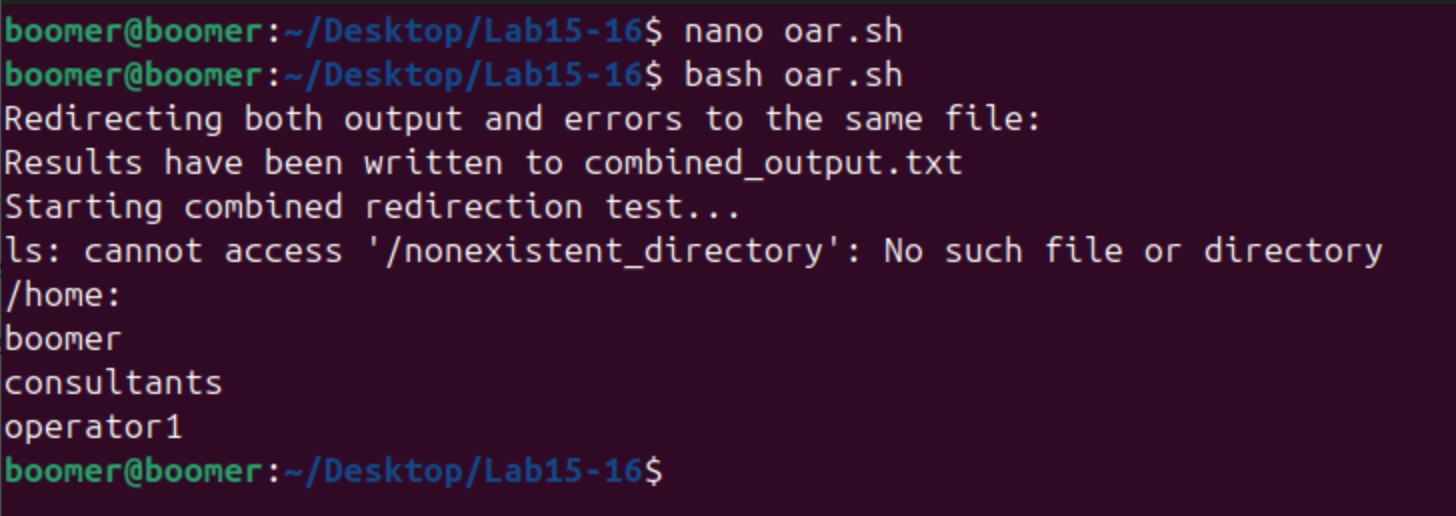 boomer@boomer:~/Desktop/Lab15-16$ nano oar.sh
boomer@boomer:~/Desktop/Lab15-16$ bash oar.sh
Redirecting both output and errors to the same file:
Results have been written to combined_output.txt
Starting combined redirection test...
ls: cannot access '/nonexistent_directory': No such file or directory
/home:
boomer
consultants
operator1
boomer@boomer:~/Desktop/Lab15-16$